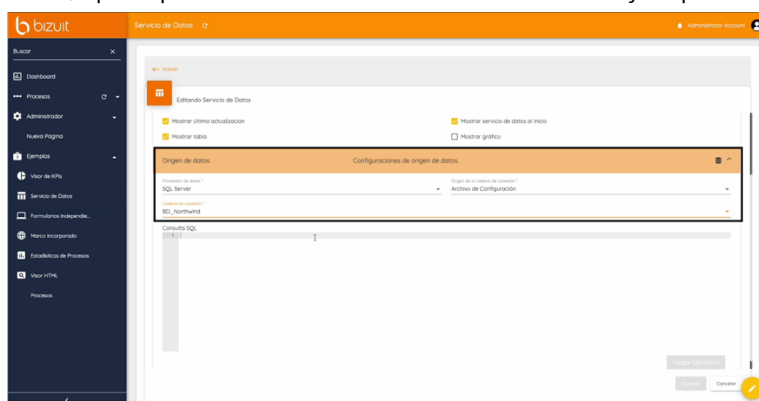 bizuit
Servicio de Datos
Administrator Account
Buscar
x
← Volver
Dashboard
Editando Servicio de Datos
Procesos
Administrador
Mostrar última actualizacion
Mostrar servicio de datos al inicio
Mostrar tabla
Mostrar gráfico
Nueva Pagina
Ejemplos
Origen de datos
Configuraciones de origen de datos.
Visor de KPIs
Proveedor de datos *
Origen de la cadena de conexión *
SQL Server
Archivo de Configuración
Servicio de Datos
Cadena de conexión *
BD_Northwind
Formularios Independie...
Consulta SQL
1
Marco Incorporado
Estadísticas de Procesos
Visor HTML
Procesos
Cargar Estructura
Cancelar